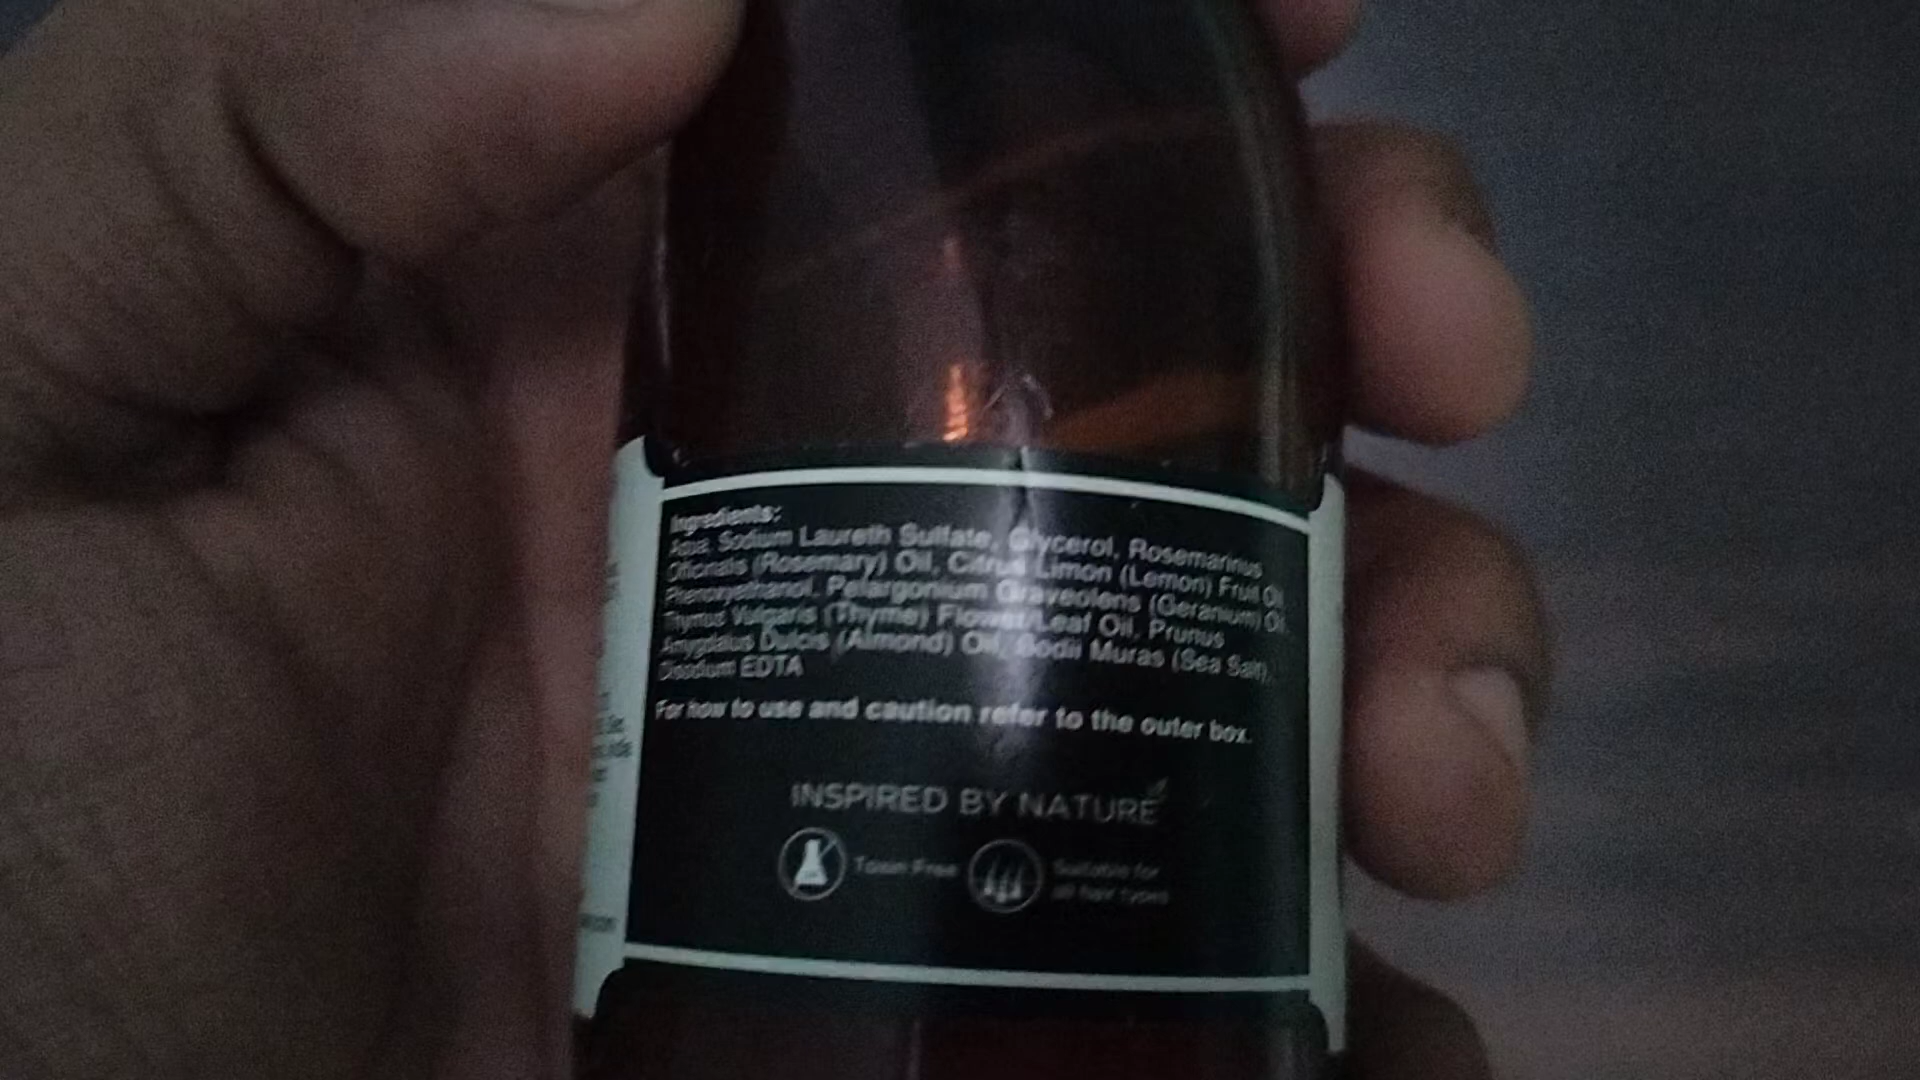 Ingredients:
Aqua, Sodium Laureth Sulfate, Glycerol, Rosemarinus
Officinalis (Rosemary) Oil, Citrus Limon (Lemon) Fruit Oil
Phenoxyethanol, Pelargonium Graveolens (Geranium) Oil,
Thymus Vulgaris (Thyme) Flower/Leaf Oil, Prunus
Amygdalus Dulcis (Almond) Oil, Sodii Muras (Sea Salt),
Disodium EDTA
For how to use and caution refer to the outer box.
INSPIRED BY NATURE
Toxin Free
Suitable for
all hair types